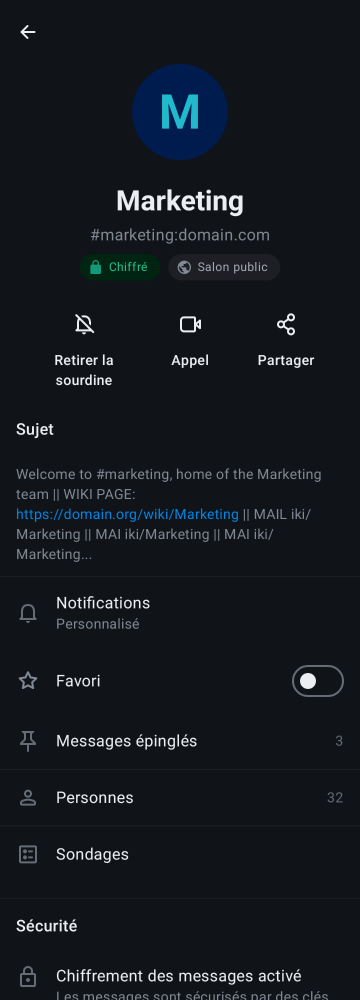 M
Marketing
#marketing:domain.com
Chiffré
Salon public
Retirer la
sourdine
Appel
Partager
Sujet
Welcome to #marketing, home of the Marketing
team || WIKI PAGE:
https://domain.org/wiki/Marketing || MAIL iki/
Marketing || MAI iki/Marketing || MAI iki/
Marketing...
Notifications
Personnalisé
Favori
Messages épinglés 3
Personnes 32
Sondages
Sécurité
Chiffrement des messages activé
Les messages sont sécurisés par des clés